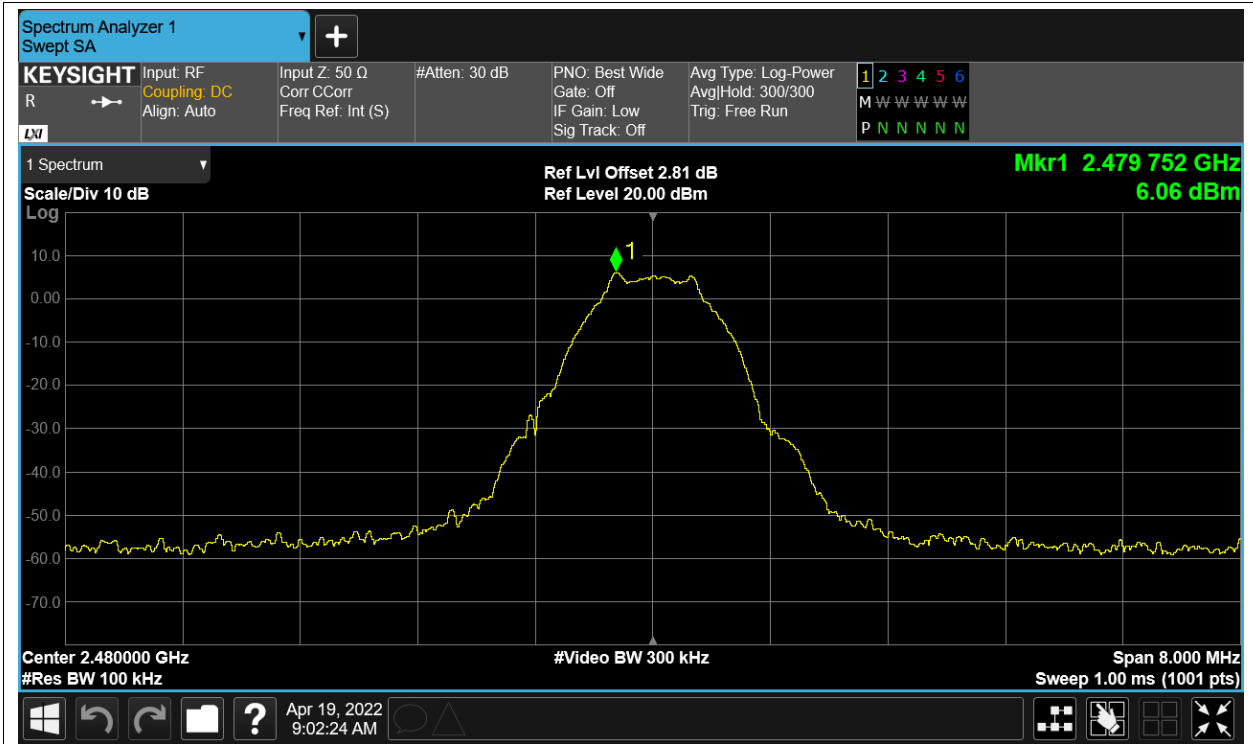 Spectrum Analyzer 1
Swept SA
+
KEYSIGHT
R
LXI
Input: RF
Coupling: DC
Align: Auto
Input Z: 50 Ω
Corr CCorr
Freq Ref: Int (S)
#Atten: 30 dB
PNO: Best Wide
Gate: Off
IF Gain: Low
Sig Track: Off
Avg Type: Log-Power
Avg|Hold: 300/300
Trig: Free Run
1 2 3 4 5 6
M W W W W W
P N N N N N
1 Spectrum
Scale/Div 10 dB
Log
Ref Lvl Offset 2.81 dB
Ref Level 20.00 dBm
Mkr1 2.479 752 GHz
6.06 dBm
1
10.0
0.00
-10.0
-20.0
-30.0
-40.0
-50.0
-60.0
-70.0
Center 2.480000 GHz
#Res BW 100 kHz
#Video BW 300 kHz
Span 8.000 MHz
Sweep 1.00 ms (1001 pts)
?
Apr 19, 2022
9:02:24 AM